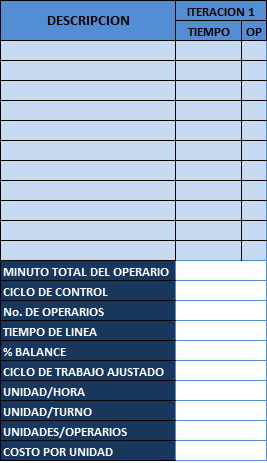 DESCRIPCION
ITERACION 1
TIEMPO OP
MINUTO TOTAL DEL OPERARIO
CICLO DE CONTROL
No. DE OPERARIOS
TIEMPO DE LINEA
% BALANCE
CICLO DE TRABAJO AJUSTADO
UNIDAD/HORA
UNIDAD/TURNO
UNIDADES/OPERARIOS
COSTO POR UNIDAD